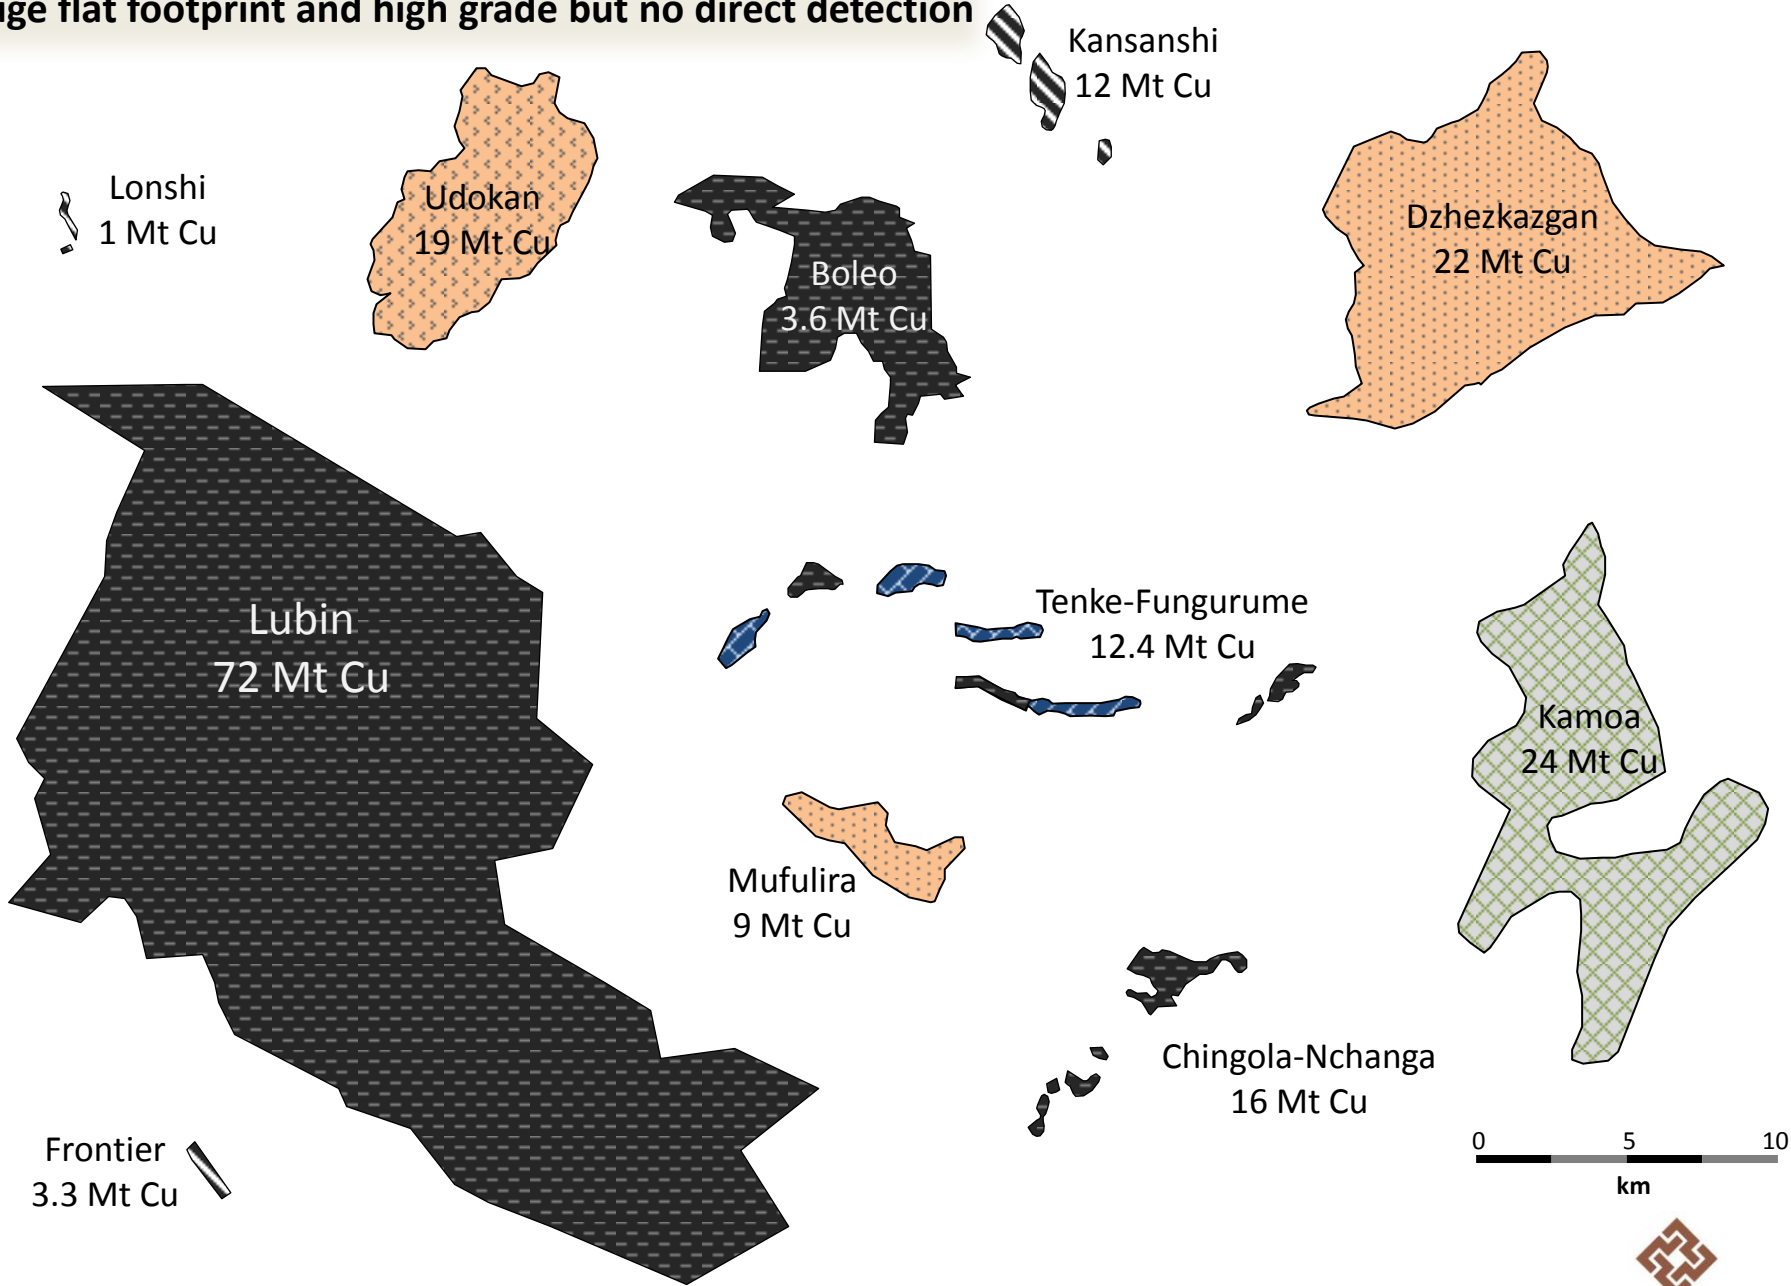 flat footprint and high grade but no direct detection
Kansanshi
12 Mt Cu
Lonshi
1 Mt Cu
Udokan
19 Mt Cu
Boleo
3.6 Mt Cu
Dzhezkazgan
22 Mt Cu
Lubin
72 Mt Cu
Tenke-Fungurume
12.4 Mt Cu
Kamoa
24 Mt Cu
Mufulira
9 Mt Cu
Chingola-Nchanga
16 Mt Cu
Frontier
3.3 Mt Cu
0 5 10
km